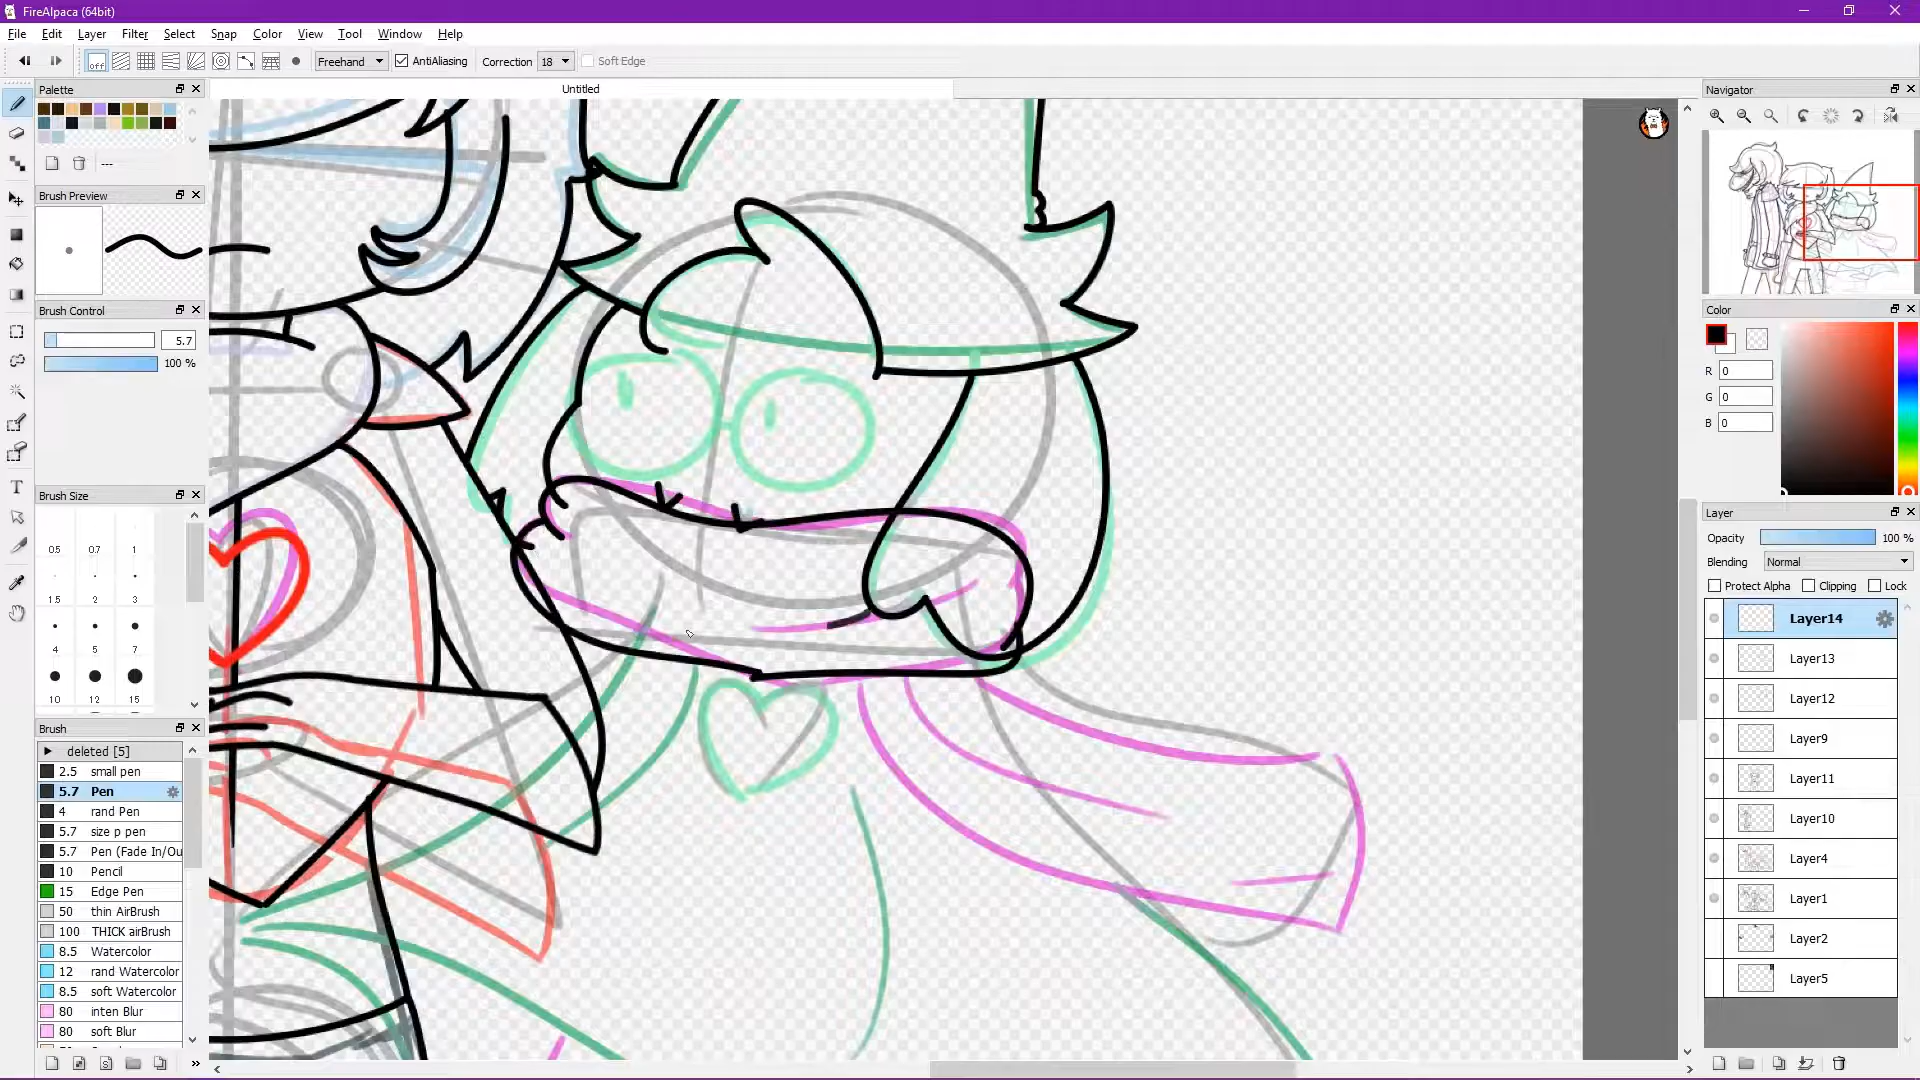 FireAlpaca (64bit)
File Edit Layer Filter Select Snap Color View Tool Window Help
off Freehand AntiAliasing Correction 18 Soft Edge
Untitled
Palette
---
Brush Preview
Brush Control
5.7
100 %
Brush Size
0.5 0.7 1
1.5 2 3
4 5 7
10 12 15
Brush
deleted [5]
2.5 small pen
5.7 Pen
4 rand Pen
5.7 size p pen
5.7 Pen (Fade In/Ou
10 Pencil
15 Edge Pen
50 thin AirBrush
100 THICK airBrush
8.5 Watercolor
12 rand Watercolor
8.5 soft Watercolor
80 inten Blur
80 soft Blur
Navigator
Color
R 0
G 0
B 0
Layer
Opacity 100 %
Blending Normal
Protect Alpha Clipping Lock
Layer14
Layer13
Layer12
Layer9
Layer11
Layer10
Layer4
Layer1
Layer2
Layer5